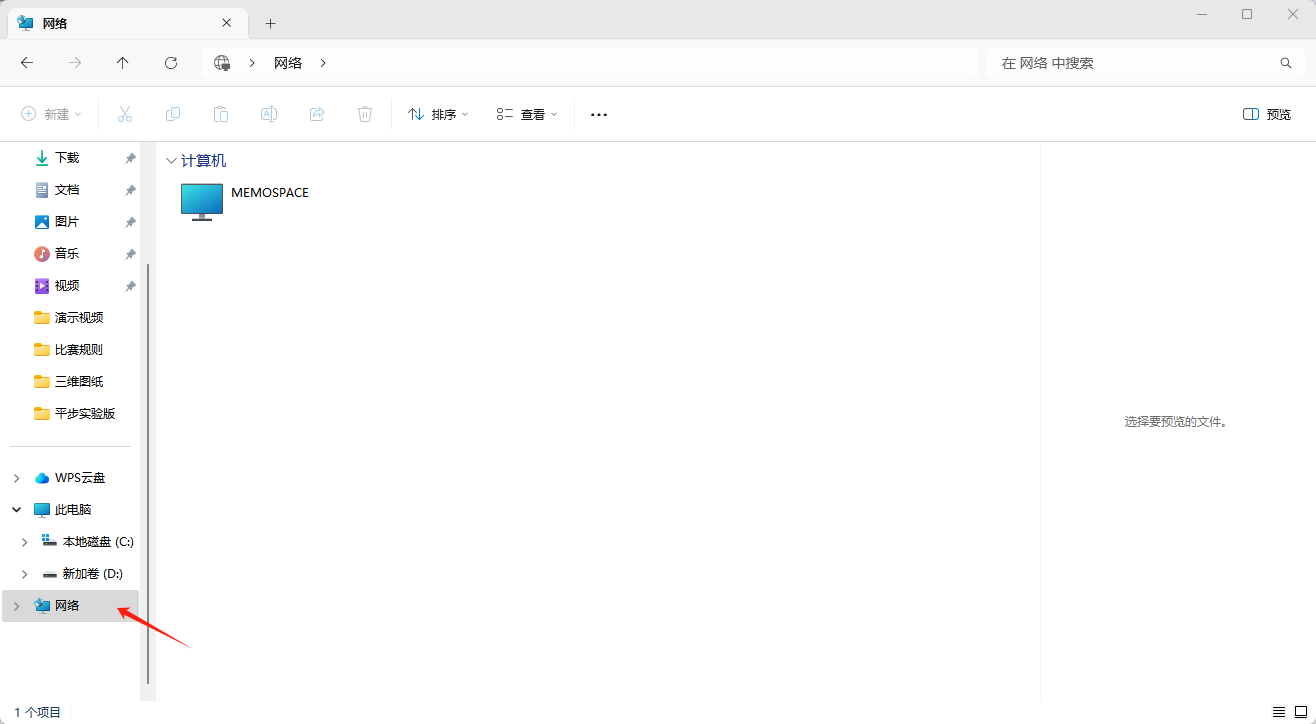 网络
网络
在 网络 中搜索
新建
排序
查看
预览
下载
文档
图片
音乐
视频
演示视频
比赛规则
三维图纸
平步实验版
WPS云盘
此电脑
本地磁盘 (C:)
新加卷 (D:)
网络
计算机
MEMOSPACE
选择要预览的文件。
1 个项目